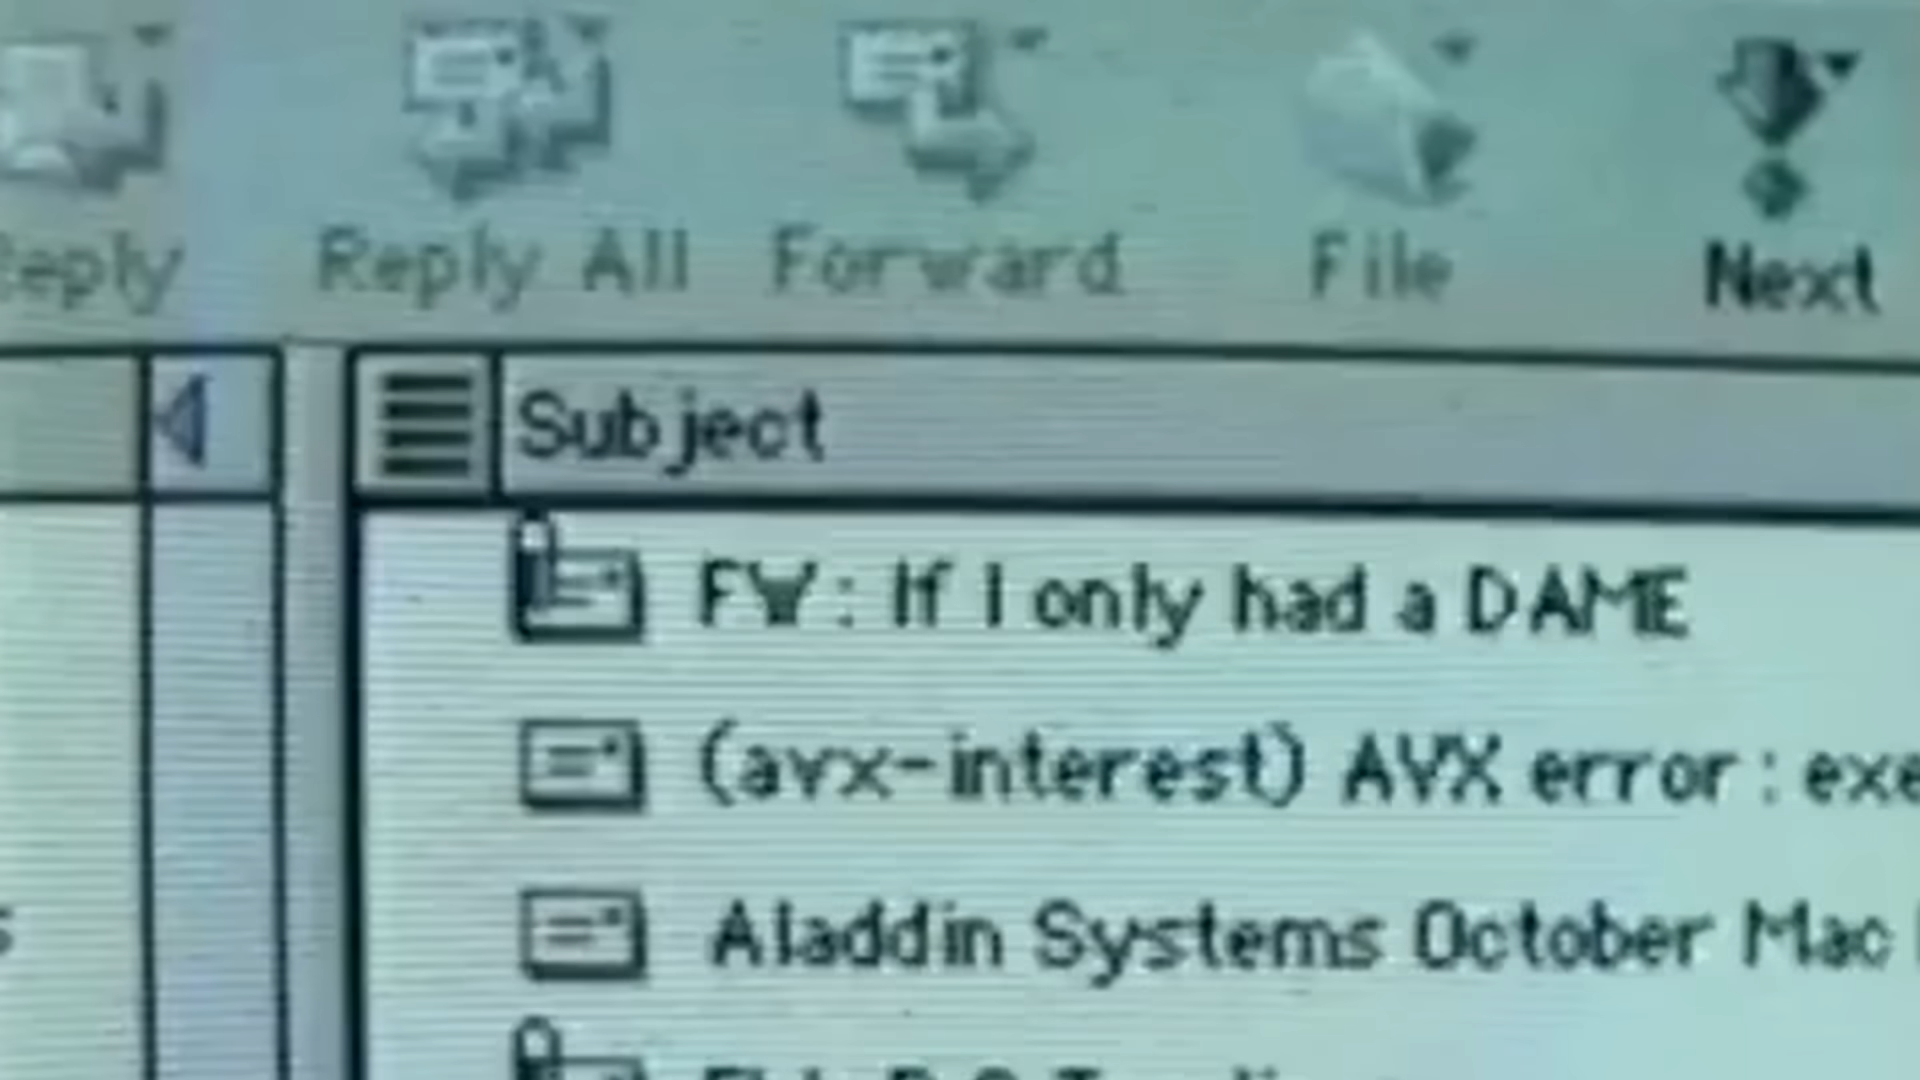 Reply Reply All Forward File Next
Subject
FW: If I only had a DAME
(avx-interest) AVX error: exe
Aladdin Systems October Mac